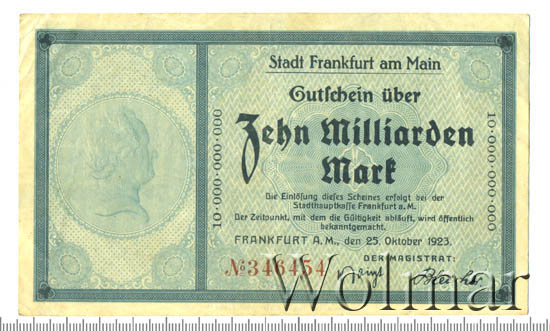 Stadt Frankfurt am Main
Gutschein über
Zehn Milliarden
Mark
10·000·000·000
10·000·000·000
Die Einlösung dieses Scheines erfolgt bei der
Stadthauptkasse Frankfurt a.M.
Der Zeitpunkt, mit dem die Gültigkeit abläuft, wird öffentlich
bekanntgemacht.
FRANKFURT A.M., den 25. Oktober 1923.
DER MAGISTRAT:
№346454
Wolmar